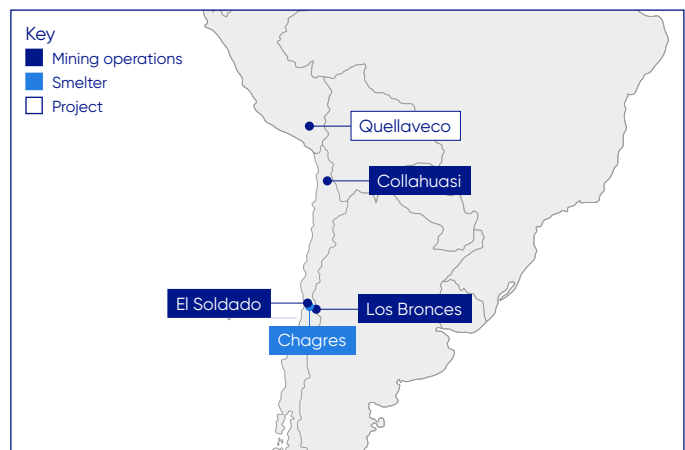 Key
Mining operations
Smelter
Project
Quellaveco
Collahuasi
El Soldado
Los Bronces
Chagres